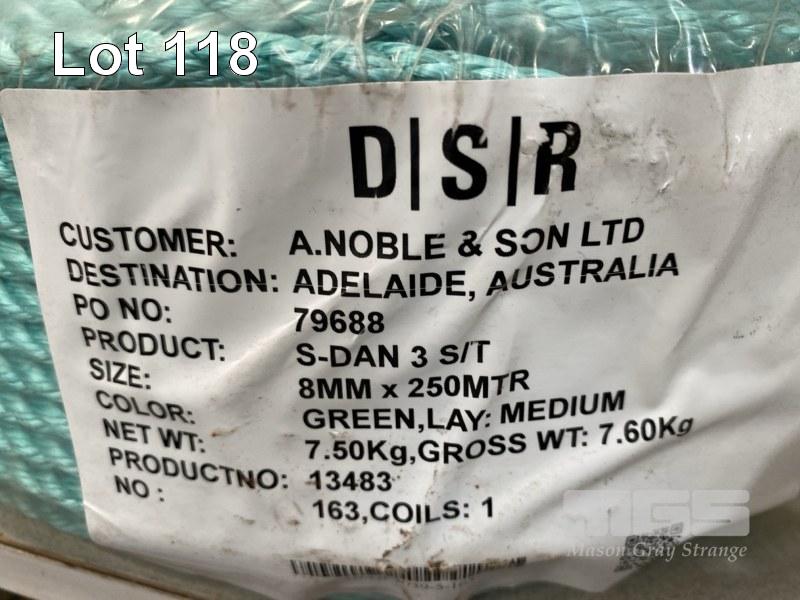 Lot 118
D|S|R
CUSTOMER: A.NOBLE & SON LTD
DESTINATION: ADELAIDE, AUSTRALIA
PO NO: 79688
PRODUCT: S-DAN 3 S/T
SIZE: 8MM x 250MTR
COLOR: GREEN,LAY: MEDIUM
NET WT: 7.50Kg,GROSS WT: 7.60Kg
PRODUCTNO: 13483
NO : 163,COILS: 1
MGS
Mason Gray Strange